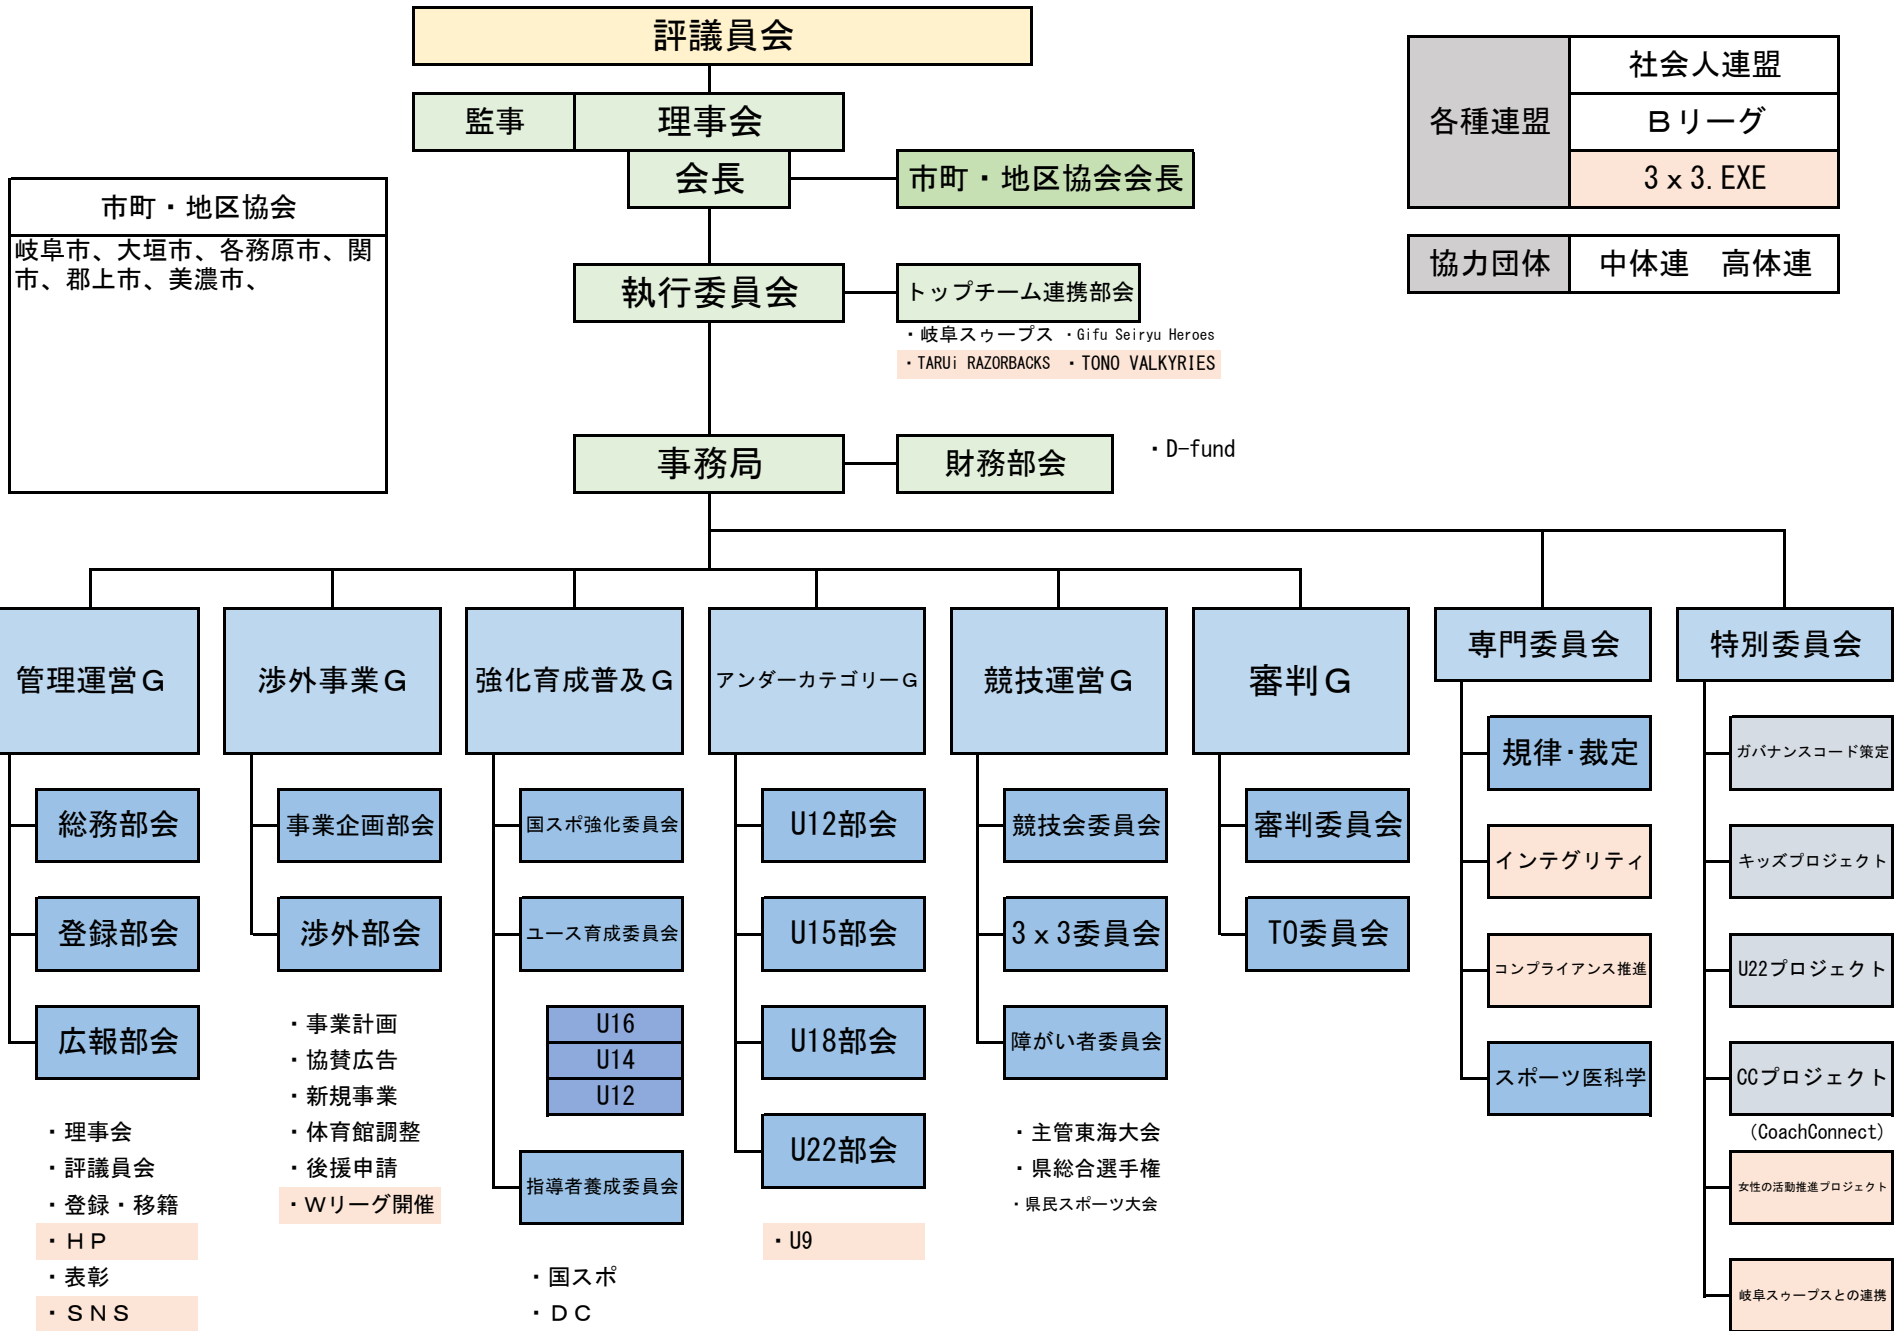 評議員会
監事
理事会
会長
市町・地区協会会長
各種連盟
社会人連盟
Ｂリーグ
3ｘ3.EXE
協力団体
中体連　高体連
市町・地区協会
岐阜市、大垣市、各務原市、関
市、郡上市、美濃市、
執行委員会
トップチーム連携部会
・岐阜スゥープス ・Gifu Seiryu Heroes
・TARUi RAZORBACKS ・TONO VALKYRIES
事務局
財務部会
・D-fund
管理運営Ｇ
総務部会
登録部会
広報部会
・理事会
・評議員会
・登録・移籍
・ＨＰ
・表彰
・ＳＮＳ
渉外事業Ｇ
事業企画部会
渉外部会
・事業計画
・協賛広告
・新規事業
・体育館調整
・後援申請
・Ｗリーグ開催
強化育成普及Ｇ
国スポ強化委員会
ユース育成委員会
U16
U14
U12
指導者養成委員会
・国スポ
・ＤＣ
アンダーカテゴリーＧ
U12部会
U15部会
U18部会
U22部会
・U9
競技運営Ｇ
競技会委員会
3ｘ3委員会
障がい者委員会
・主管東海大会
・県総合選手権
・県民スポーツ大会
審判Ｇ
審判委員会
TO委員会
専門委員会
規律・裁定
インテグリティ
コンプライアンス推進
スポーツ医科学
特別委員会
ガバナンスコード策定
キッズプロジェクト
U22プロジェクト
CCプロジェクト
(CoachConnect)
女性の活動推進プロジェクト
岐阜スゥープスとの連携